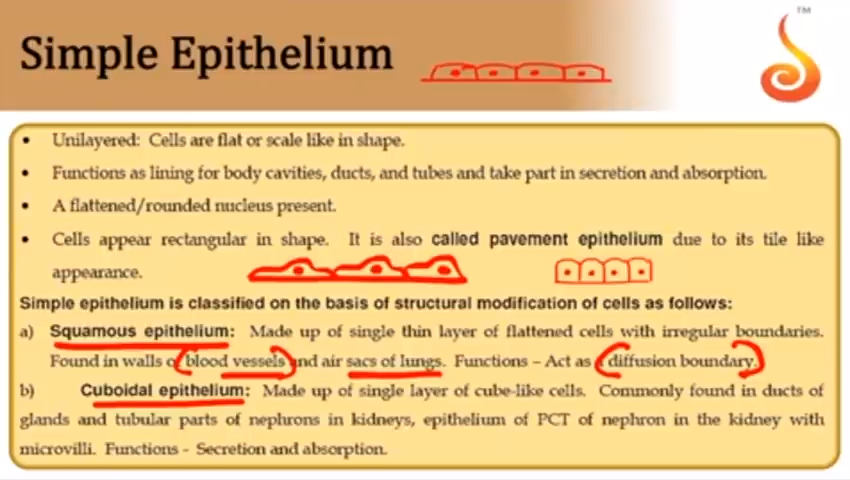 Simple Epithelium
TM
• Unilayered: Cells are flat or scale like in shape.
• Functions as lining for body cavities, ducts, and tubes and take part in secretion and absorption.
• A flattened/rounded nucleus present.
• Cells appear rectangular in shape. It is also called pavement epithelium due to its tile like
appearance.
Simple epithelium is classified on the basis of structural modification of cells as follows:
a) Squamous epithelium: Made up of single thin layer of flattened cells with irregular boundaries.
Found in walls of blood vessels and air sacs of lungs. Functions – Act as diffusion boundary.
b) Cuboidal epithelium: Made up of single layer of cube-like cells. Commonly found in ducts of
glands and tubular parts of nephrons in kidneys, epithelium of PCT of nephron in the kidney with
microvilli. Functions - Secretion and absorption.